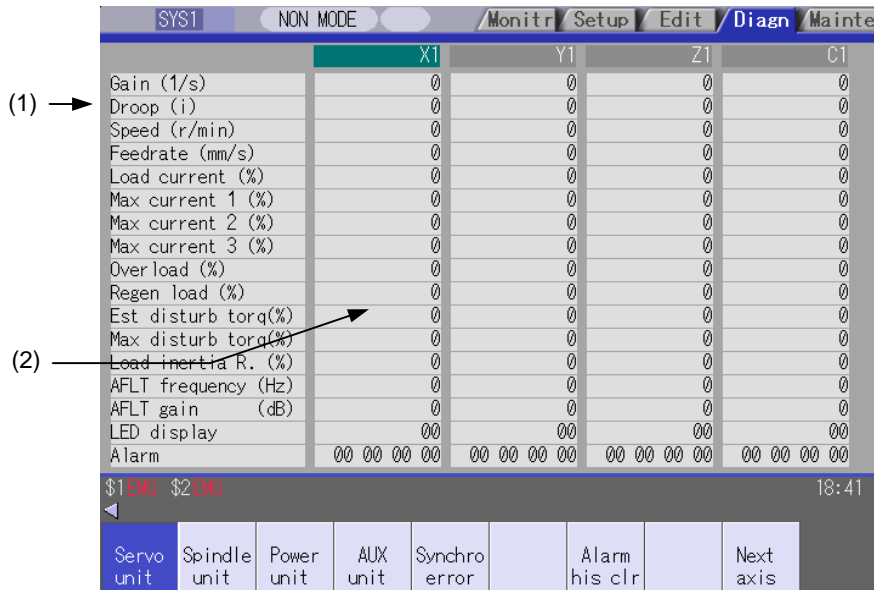 SYS1 NON MODE Monitr Setup Edit Diagn Mainte
X1 Y1 Z1 C1
Gain (1/s) 0 0 0 0
(1) Droop (i) 0 0 0 0
Speed (r/min) 0 0 0 0
Feedrate (mm/s) 0 0 0 0
Load current (%) 0 0 0 0
Max current 1 (%) 0 0 0 0
Max current 2 (%) 0 0 0 0
Max current 3 (%) 0 0 0 0
Overload (%) 0 0 0 0
Regen load (%) 0 0 0 0
Est disturb torq(%) 0 0 0 0
Max disturb torq(%) 0 0 0 0
(2) Load inertia R. (%) 0 0 0 0
AFLT frequency (Hz) 0 0 0 0
AFLT gain (dB) 0 0 0 0
LED display 00 00 00 00
Alarm 00 00 00 00 00 00 00 00 00 00 00 00 00 00 00 00
$1EMG $2EMG 18:41
Servo Spindle Power AUX Synchro Alarm Next
unit unit unit unit error his clr axis